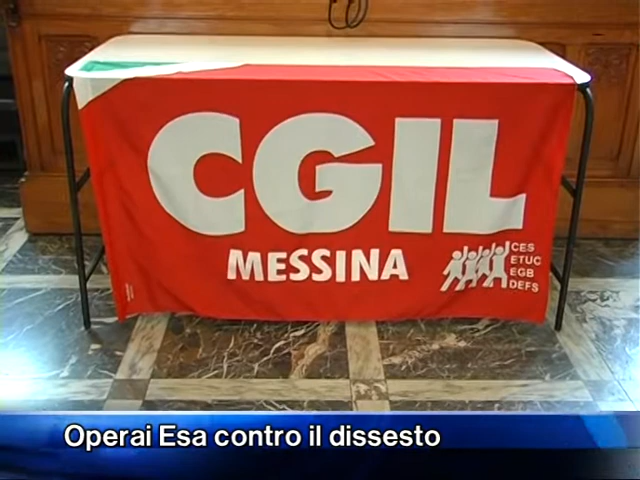 CGIL
MESSINA
CES
ETUC
EGB
DEFS
Operai Esa contro il dissesto